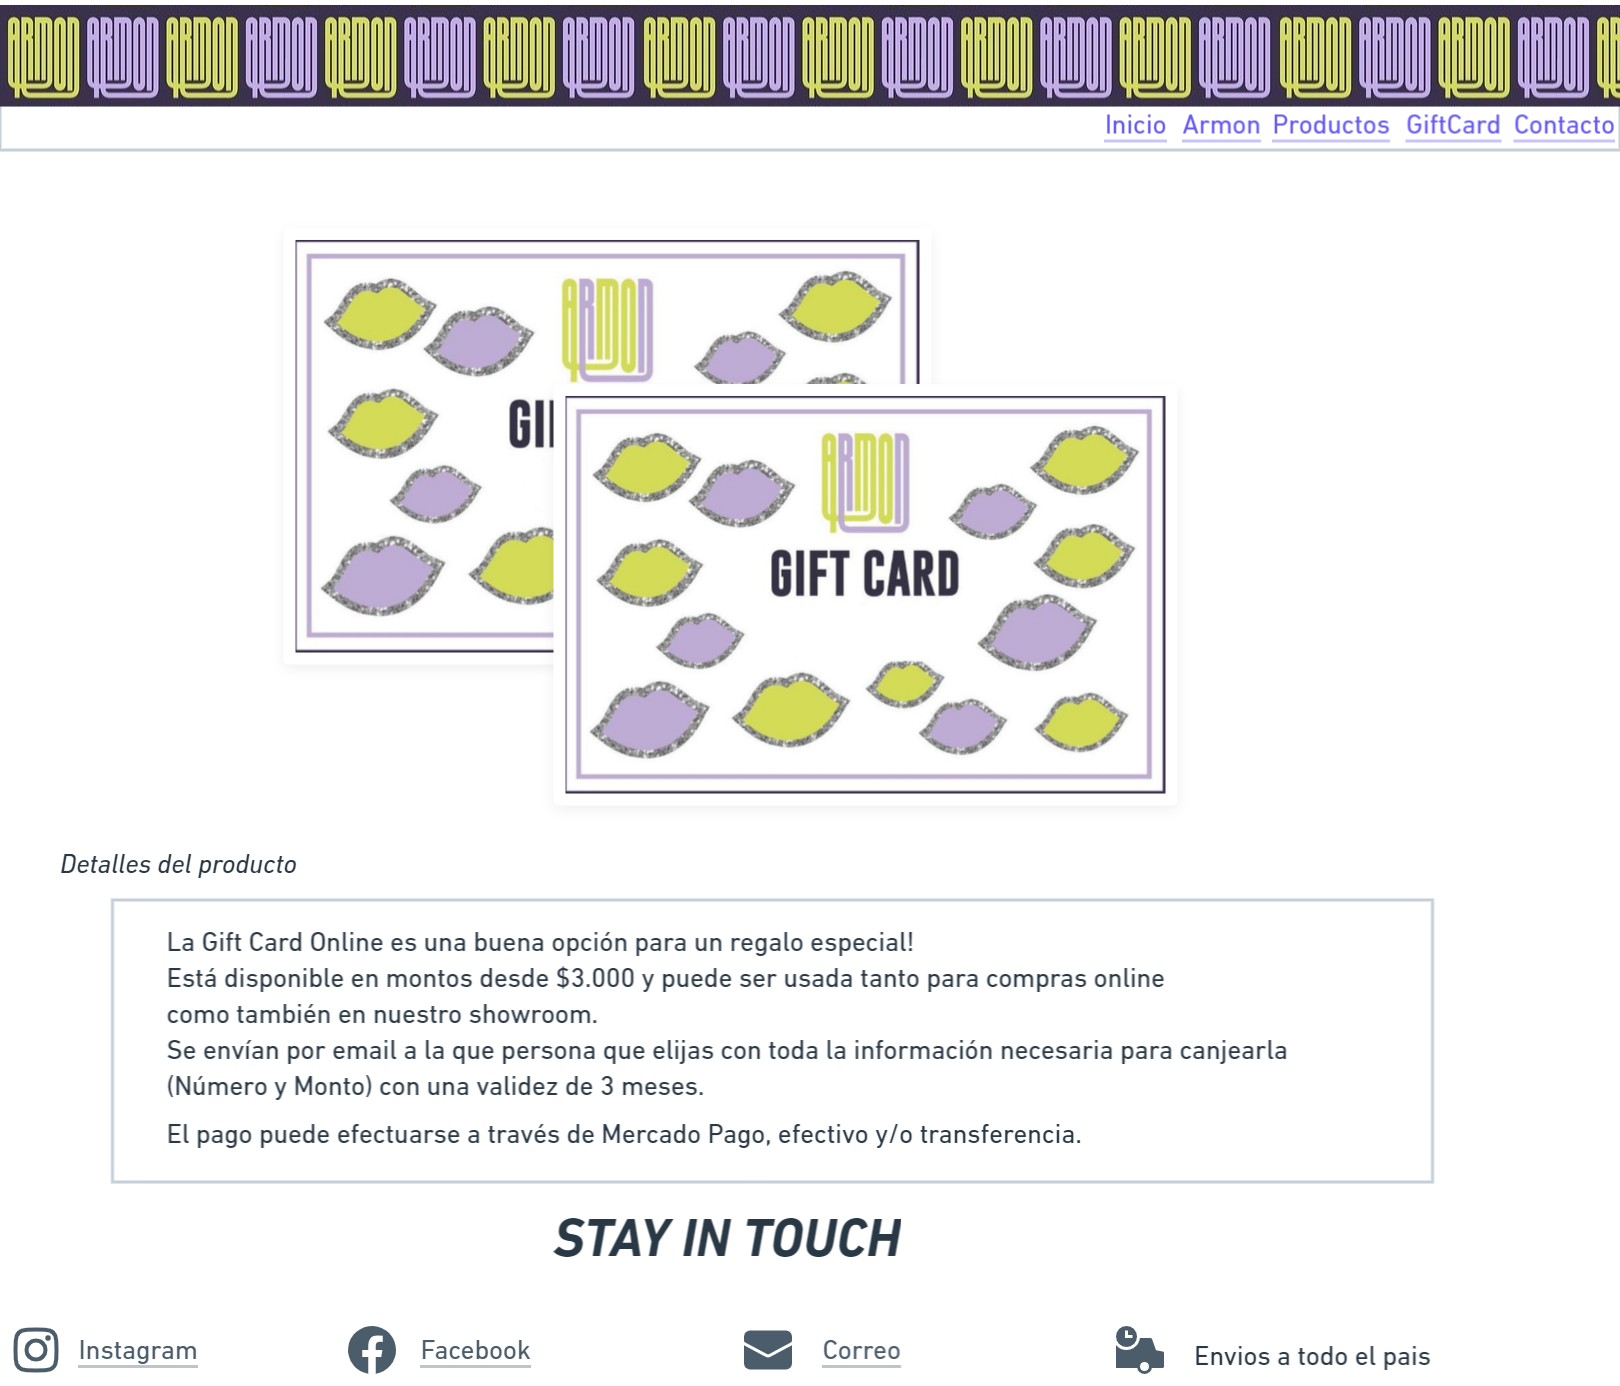 ARMON ARMON ARMON ARMON ARMON ARMON ARMON ARMON ARMON ARMON ARMON ARMON ARMON ARMON ARMON ARMON ARMON ARMON ARMON ARMON
Inicio Armon Productos GiftCard Contacto
ARMON
GI
ARMON
GIFT CARD
Detalles del producto
La Gift Card Online es una buena opción para un regalo especial!
Está disponible en montos desde $3.000 y puede ser usada tanto para compras online
como también en nuestro showroom.
Se envían por email a la que persona que elijas con toda la información necesaria para canjearla
(Número y Monto) con una validez de 3 meses.
El pago puede efectuarse a través de Mercado Pago, efectivo y/o transferencia.
STAY IN TOUCH
Instagram Facebook Correo Envios a todo el pais